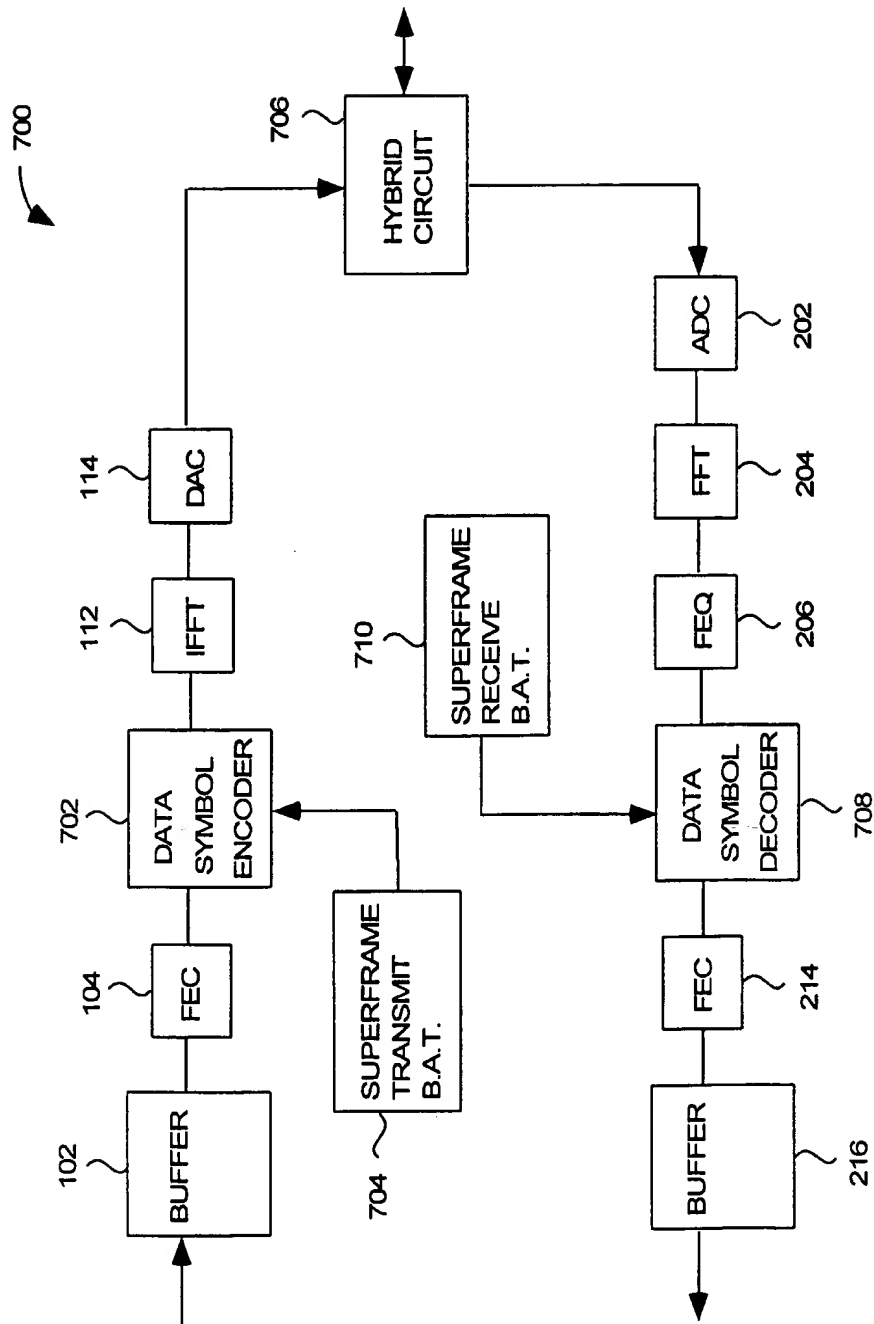 700
102
BUFFER
104
FEC
702
DATA
SYMBOL
ENCODER
112
IFFT
114
DAC
706
HYBRID
CIRCUIT
704
SUPERFRAME
TRANSMIT
B.A.T.
710
SUPERFRAME
RECEIVE
B.A.T.
BUFFER
216
FEC
214
DATA
SYMBOL
DECODER
708
FEQ
206
FFT
204
ADC
202